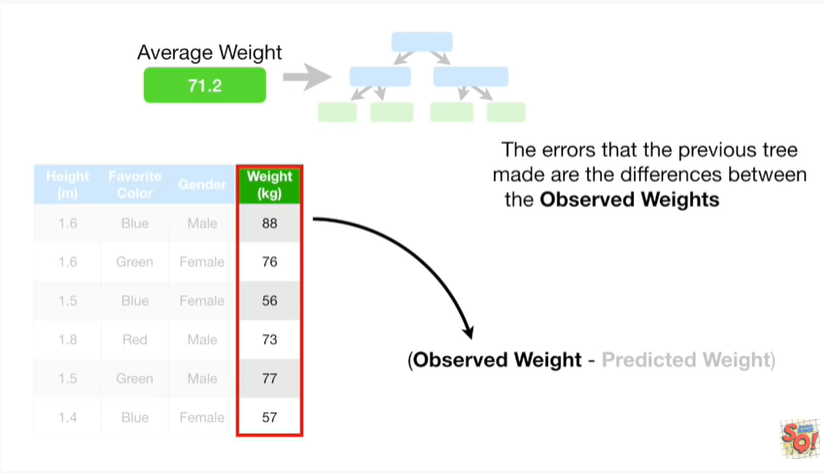 Average Weight
71.2
The errors that the previous tree
made are the differences between
the Observed Weights
Height (m) Favorite Color Gender Weight (kg)
1.6 Blue Male 88
1.6 Green Female 76
1.5 Blue Female 56
1.8 Red Male 73
1.5 Green Male 77
1.4 Blue Female 57
(Observed Weight - Predicted Weight)
SQ!